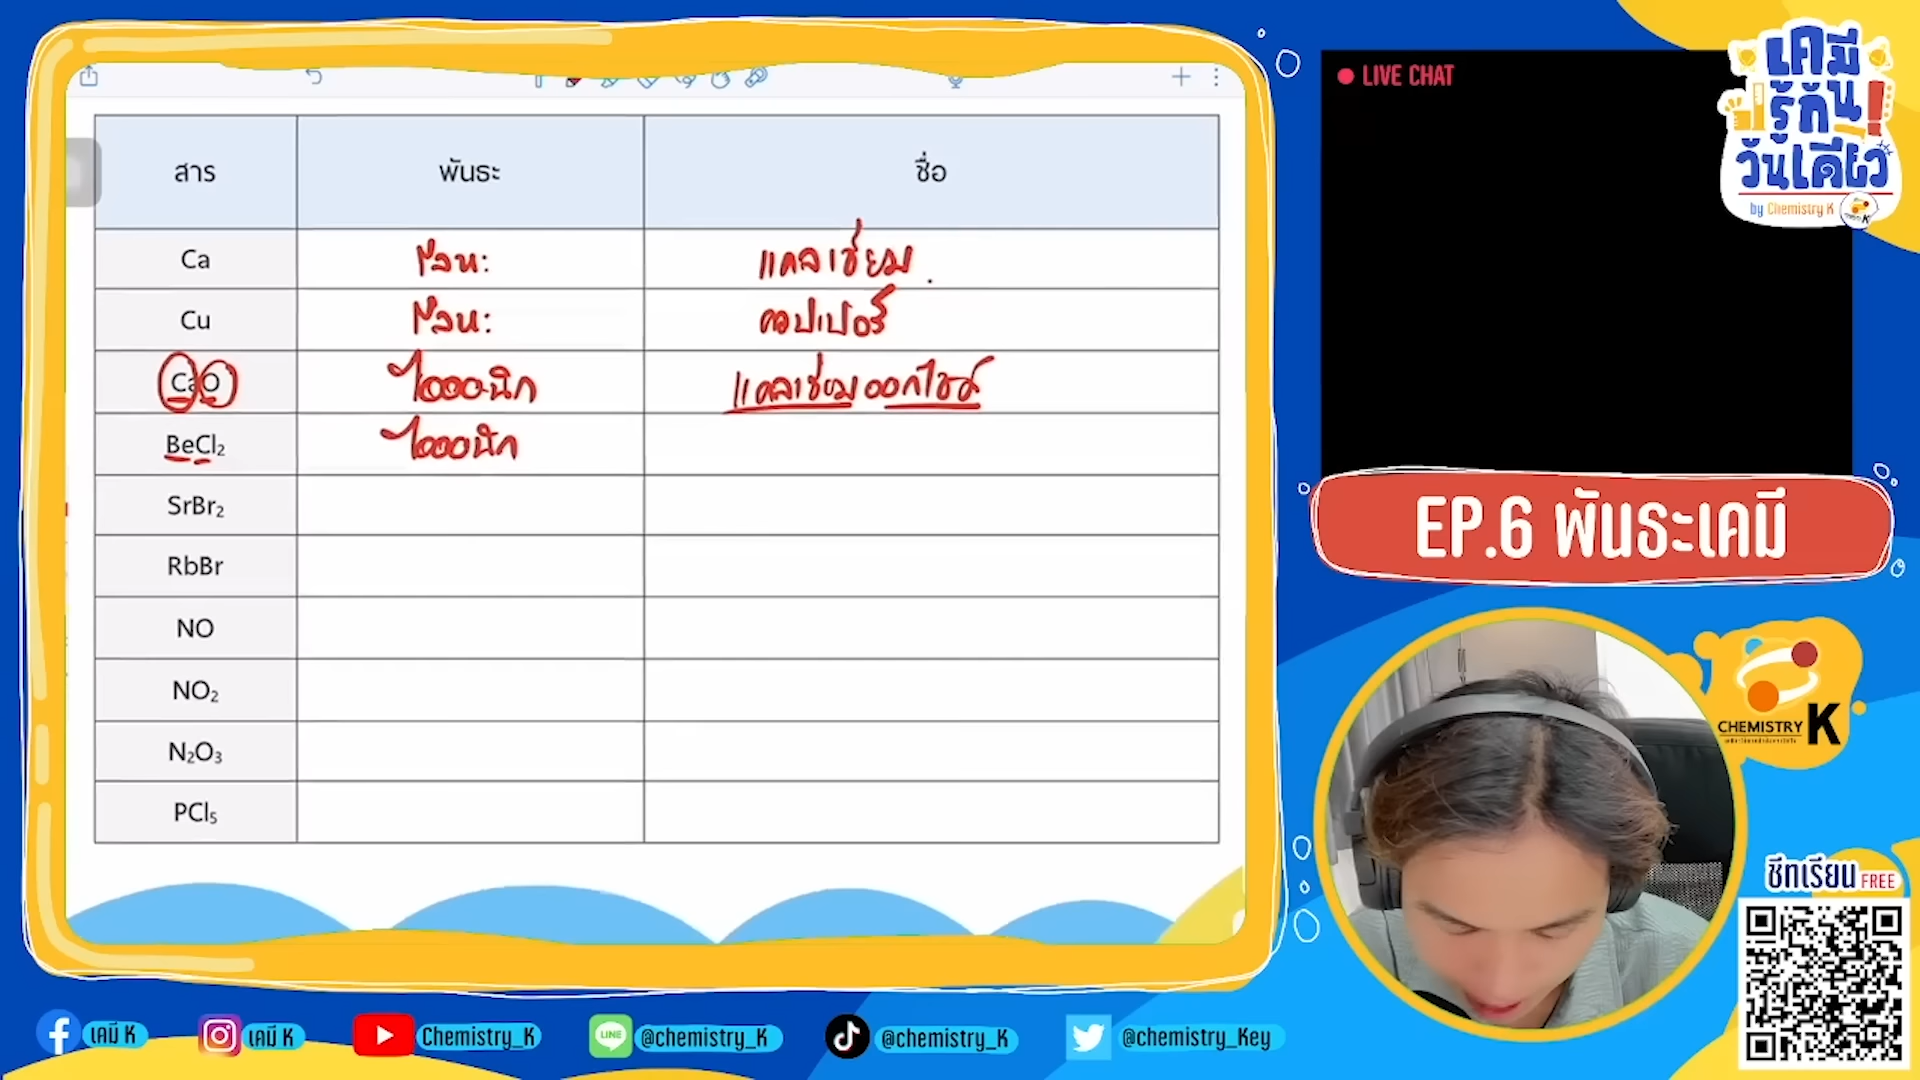 LIVE CHAT
เคมี
รู้กัน!
วันเดียว
by Chemistry K
สาร พันธะ ชื่อ
Ca โลหะ แคลเซียม
Cu โลหะ คอปเปอร์
CaO ไอออนิก แคลเซียมออกไซด์
BeCl₂ ไอออนิก
SrBr₂
RbBr
NO
NO₂
N₂O₃
PCl₅
EP.6 พันธะเคมี
CHEMISTRY K
ชีทเรียน FREE
เคมี K เคมี K Chemistry_K @chemistry_K @chemistry_K @chemistry_Key
LINE